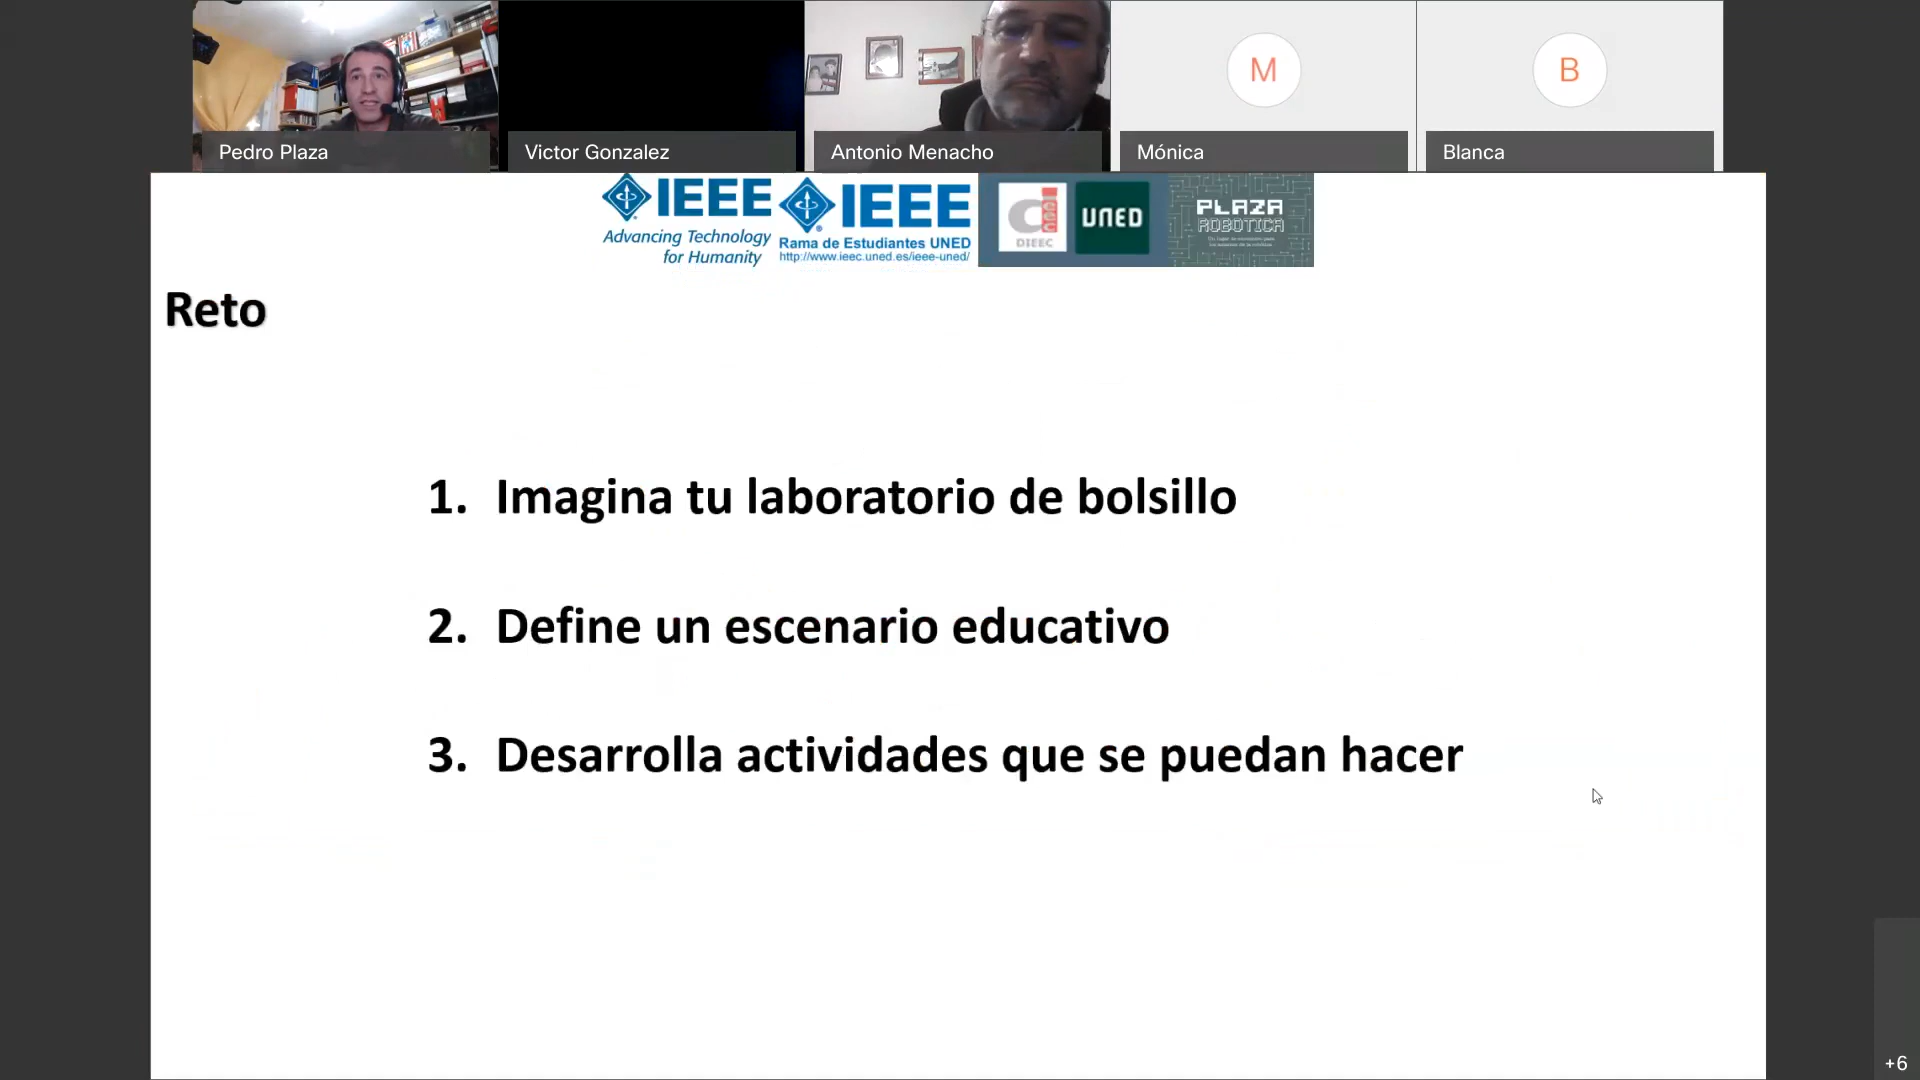 M
B
Pedro Plaza
Victor Gonzalez
Antonio Menacho
Mónica
Blanca
IEEE
Advancing Technology
for Humanity
IEEE
Rama de Estudiantes UNED
http://www.ieec.uned.es/ieee-uned/
DIEEC
UNED
PLAZA
ROBOTICA
Reto
1. Imagina tu laboratorio de bolsillo
2. Define un escenario educativo
3. Desarrolla actividades que se puedan hacer
+6